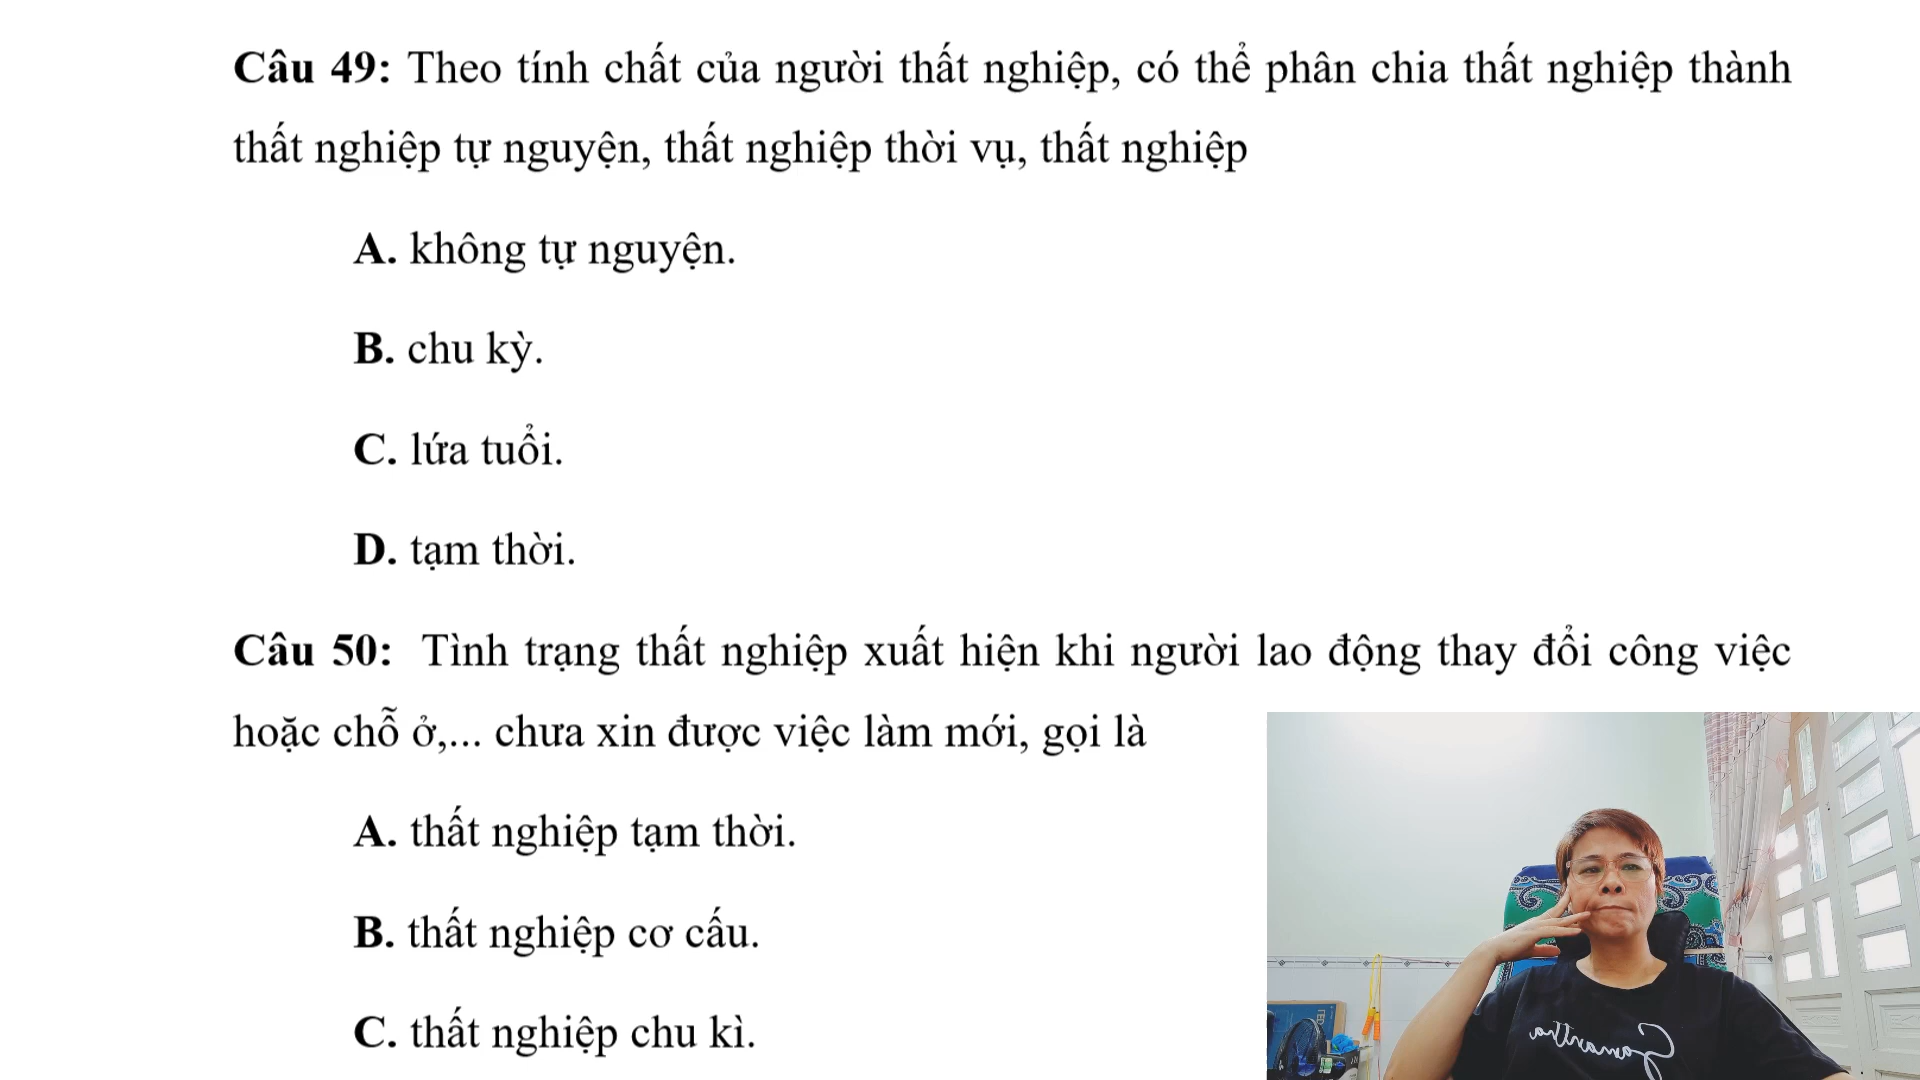 Câu 49: Theo tính chất của người thất nghiệp, có thể phân chia thất nghiệp thành
thất nghiệp tự nguyện, thất nghiệp thời vụ, thất nghiệp
A. không tự nguyện.
B. chu kỳ.
C. lứa tuổi.
D. tạm thời.
Câu 50: Tình trạng thất nghiệp xuất hiện khi người lao động thay đổi công việc
hoặc chỗ ở,... chưa xin được việc làm mới, gọi là
A. thất nghiệp tạm thời.
B. thất nghiệp cơ cấu.
C. thất nghiệp chu kì.
Samantha